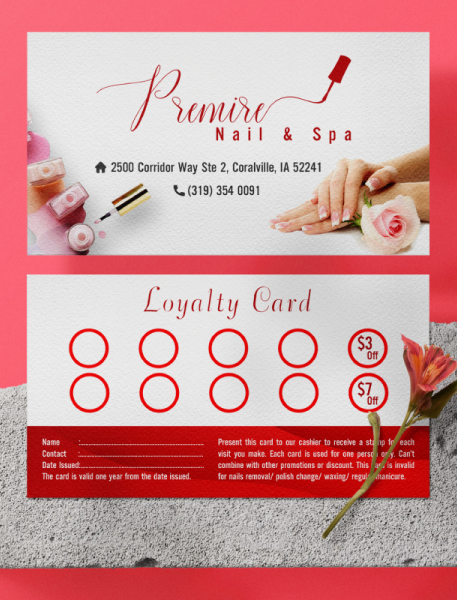 Premire
Nail & Spa
2500 Corridor Way Ste 2, Coralville, IA 52241
(319) 354 0091
Loyalty Card
$3
Off
$7
Off
Name :
Contact :
Date Issued:
The card is valid one year from the date issued.
Present this card to our cashier to receive a stamp for each
visit you make. Each card is used for one person only. Can't
combine with other promotions or discount. This card is invalid
for nails removal/ polish change/ waxing/ regular manicure.